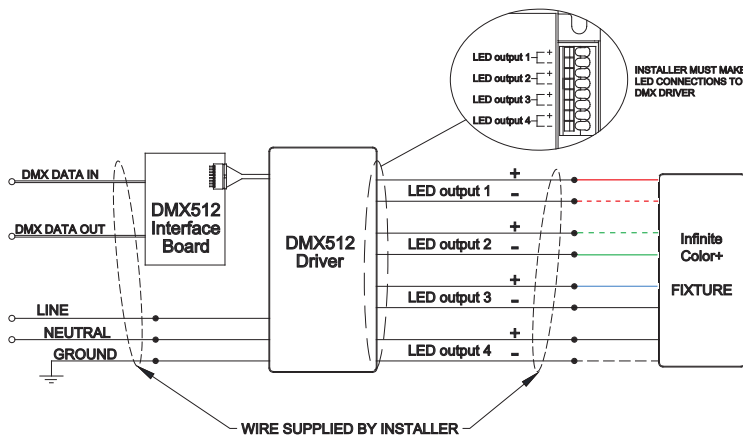 LED output 1 + -
LED output 2 + -
LED output 3 + -
LED output 4 + -
INSTALLER MUST MAKE
LED CONNECTIONS TO
DMX DRIVER
DMX DATA IN
DMX DATA OUT
DMX512
Interface
Board
LINE
NEUTRAL
GROUND
DMX512
Driver
+
LED output 1 -
+
LED output 2 -
+
LED output 3 -
+
LED output 4 -
Infinite
Color+
FIXTURE
WIRE SUPPLIED BY INSTALLER